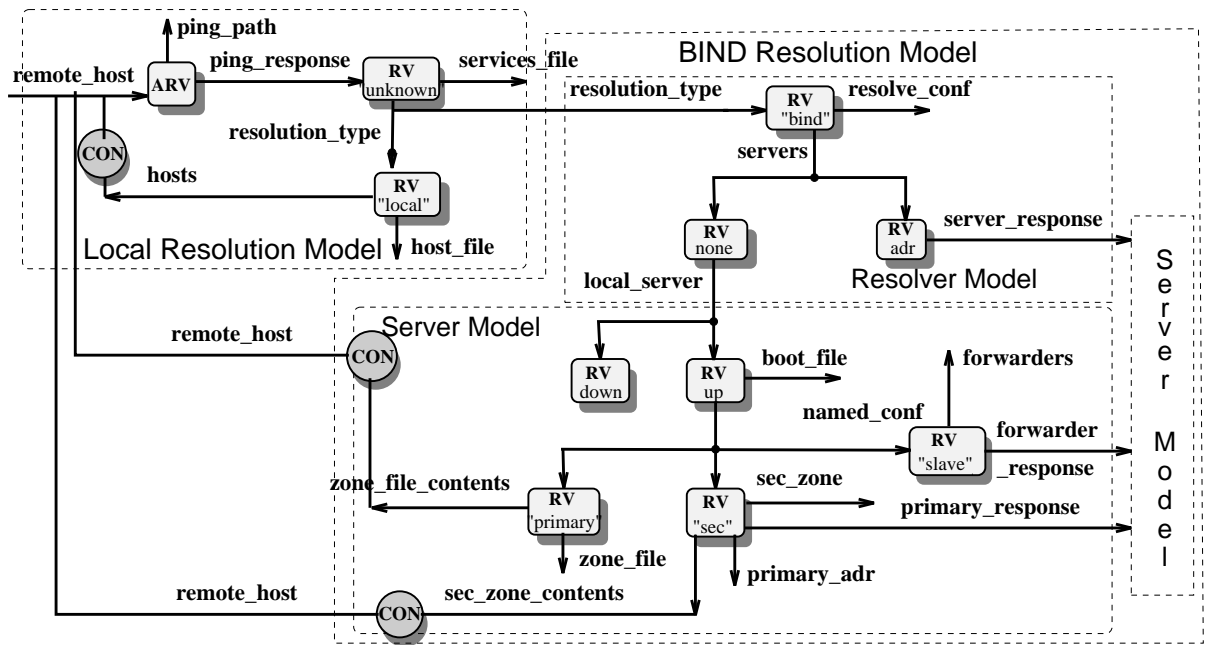 ping_path
BIND Resolution Model
remote_host
ping_response
RV
unknown
services_file
ARV
resolution_type
RV
"bind"
resolve_conf
resolution_type
servers
CON
hosts
RV
"local"
RV
none
RV
adr
server_response
Local Resolution Model
host_file
local_server
Resolver Model
Server Model
remote_host
Server Model
CON
RV
down
RV
up
boot_file
forwarders
named_conf
RV
"slave"
forwarder
_response
zone_file_contents
RV
"primary"
RV
"sec"
sec_zone
primary_response
zone_file
primary_adr
remote_host
CON
sec_zone_contents